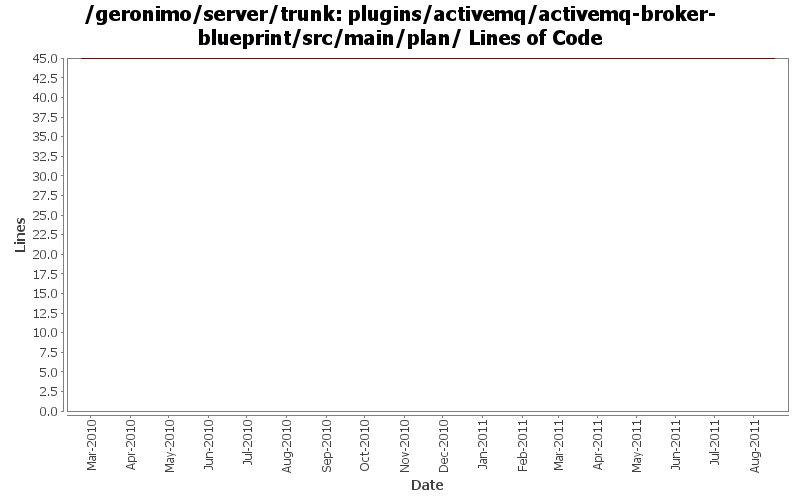 /geronimo/server/trunk: plugins/activemq/activemq-broker-
blueprint/src/main/plan/ Lines of Code
45.0
42.5
40.0
37.5
35.0
32.5
30.0
27.5
25.0
22.5
20.0
17.5
15.0
12.5
10.0
7.5
5.0
2.5
0.0
Lines
Mar-2010
Apr-2010
May-2010
Jun-2010
Jul-2010
Aug-2010
Sep-2010
Oct-2010
Nov-2010
Dec-2010
Jan-2011
Feb-2011
Mar-2011
Apr-2011
May-2011
Jun-2011
Jul-2011
Aug-2011
Date